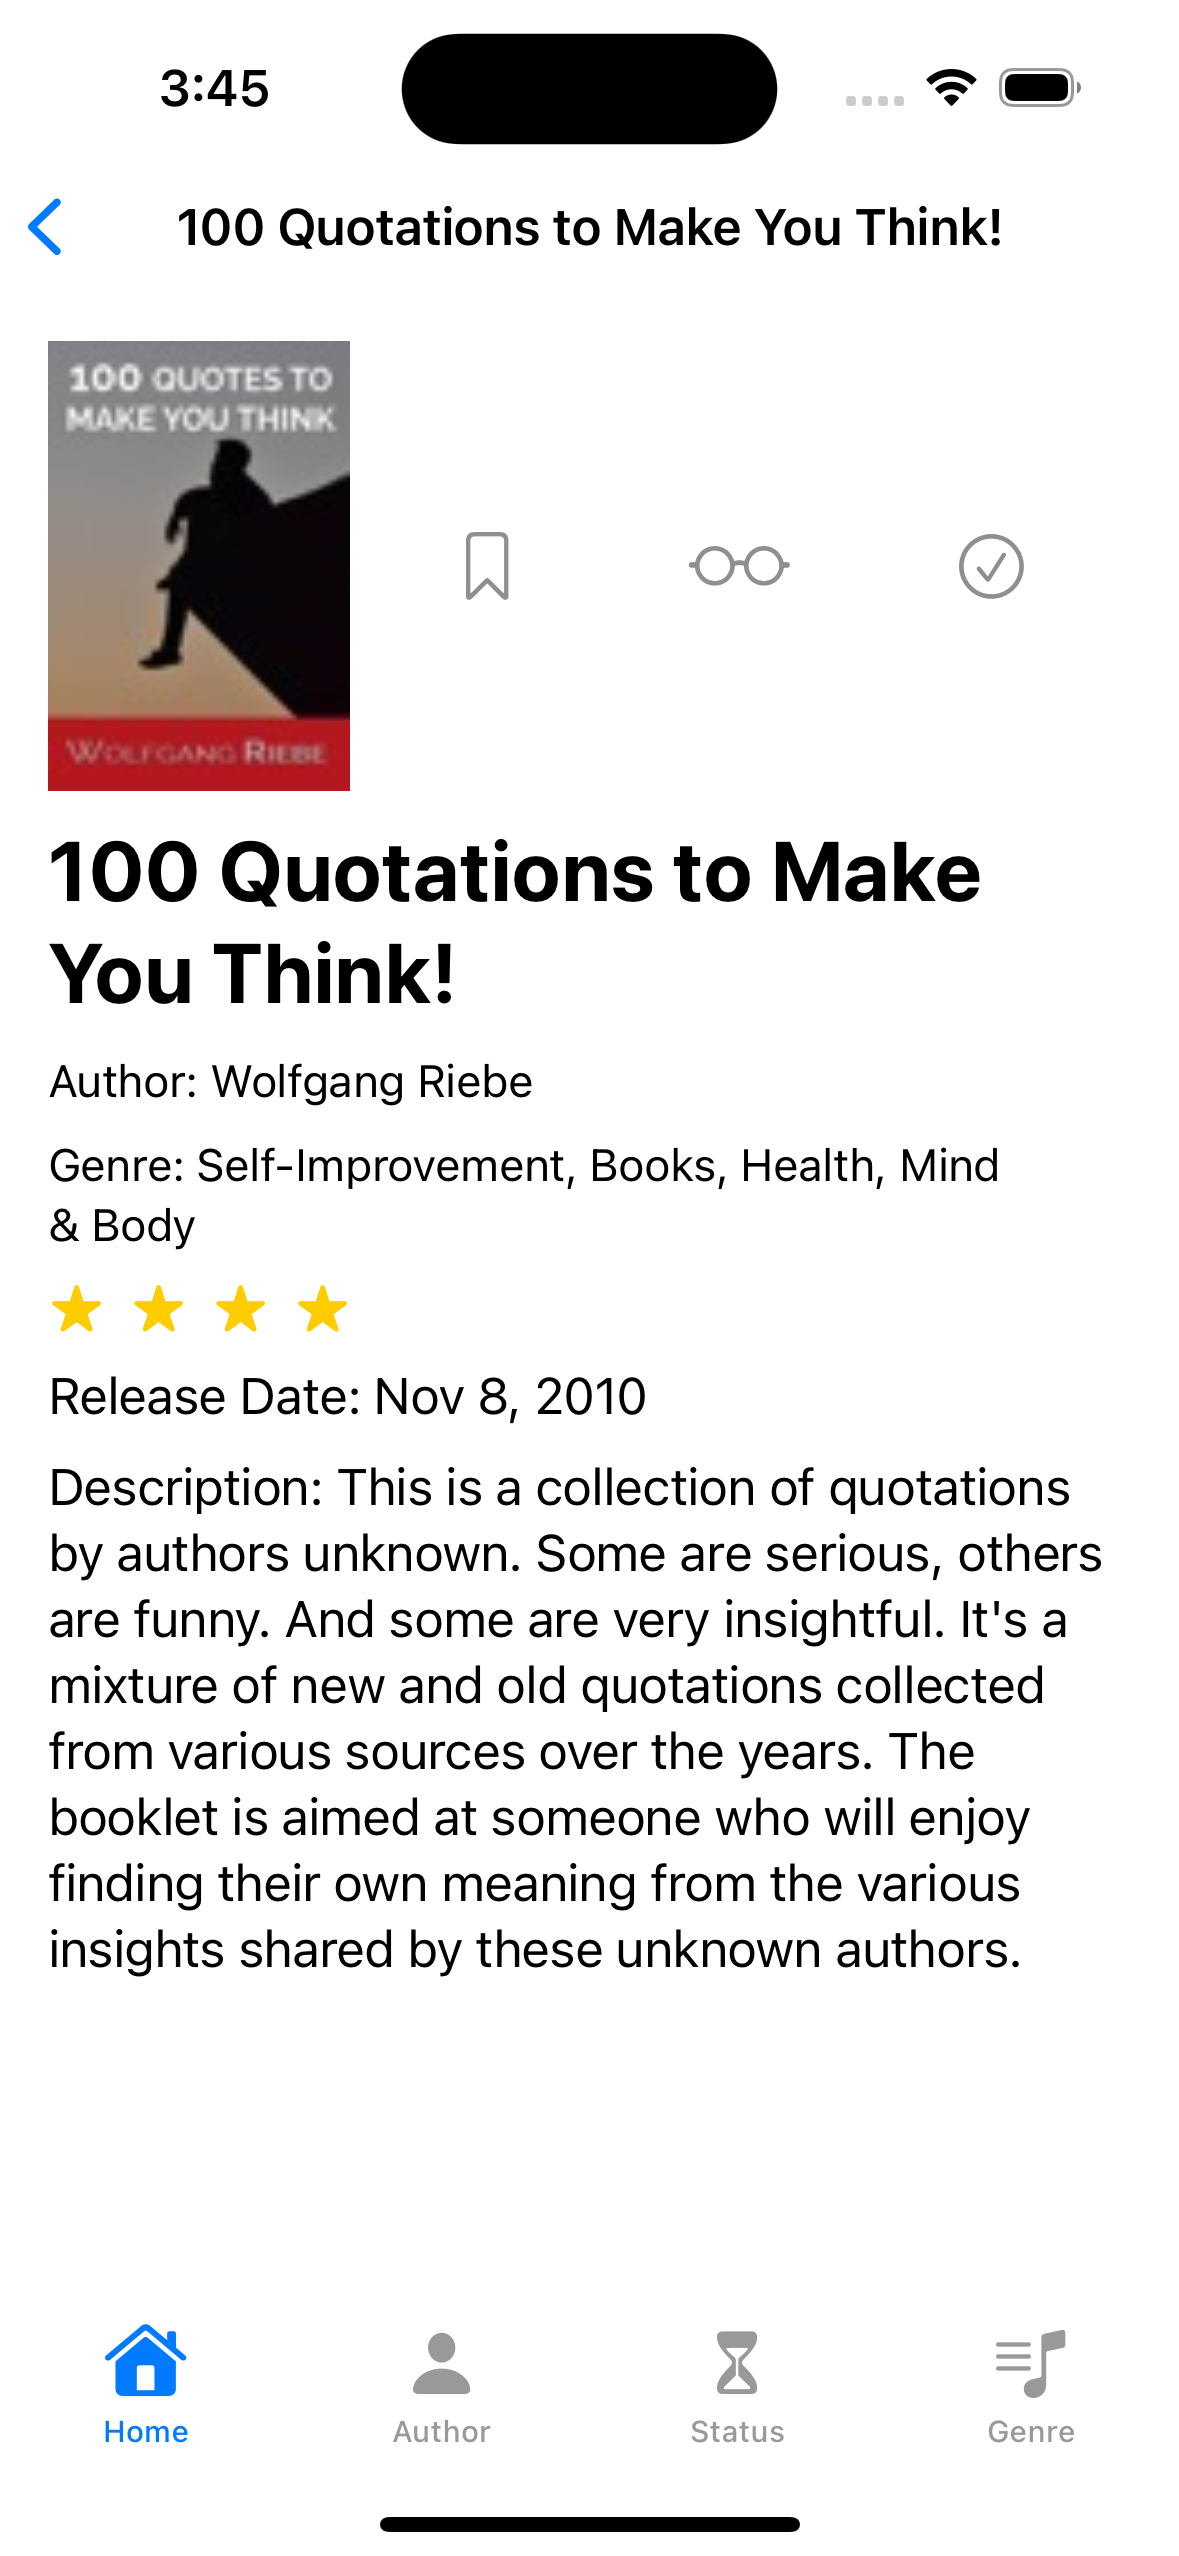 3:45
100 Quotations to Make You Think!
100 QUOTES TO
MAKE YOU THINK
WOLFGANG RIEBE
100 Quotations to Make
You Think!
Author: Wolfgang Riebe
Genre: Self-Improvement, Books, Health, Mind
& Body
Release Date: Nov 8, 2010
Description: This is a collection of quotations
by authors unknown. Some are serious, others
are funny. And some are very insightful. It's a
mixture of new and old quotations collected
from various sources over the years. The
booklet is aimed at someone who will enjoy
finding their own meaning from the various
insights shared by these unknown authors.
Home
Author
Status
Genre